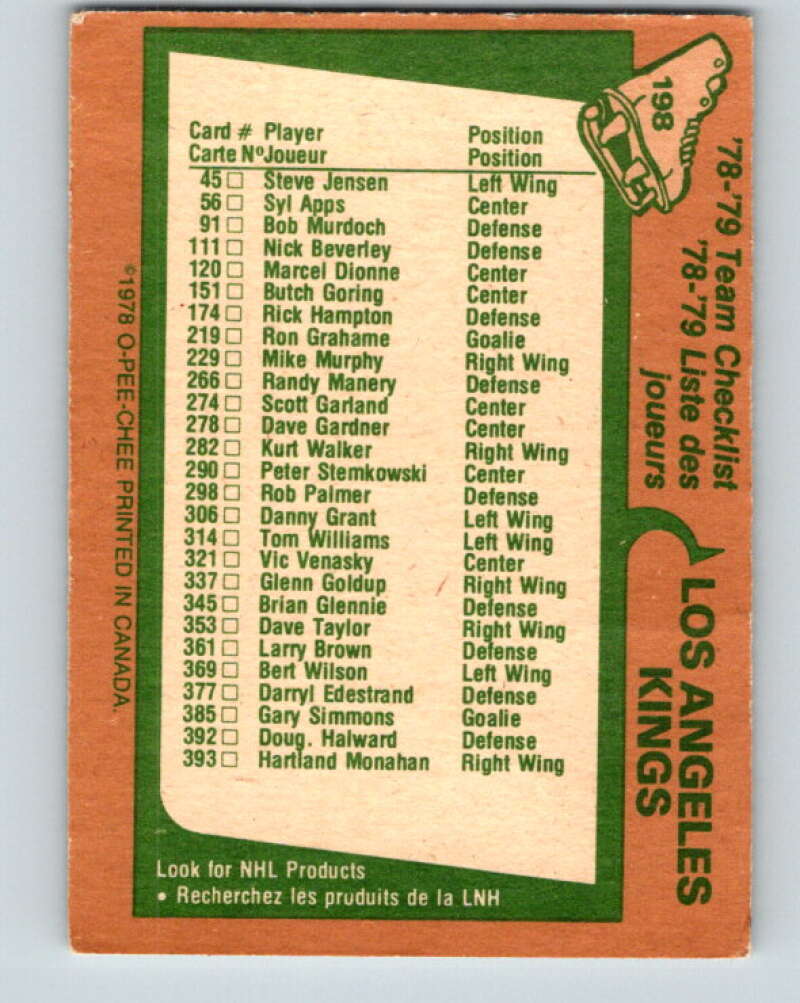 198
'78-'79 Team Checklist
'78-'79 Liste des
joueurs
LOS ANGELES
KINGS
Card # Player Position
Carte Nº Joueur Position
45 □ Steve Jensen Left Wing
56 □ Syl Apps Center
91 □ Bob Murdoch Defense
111 □ Nick Beverley Defense
120 □ Marcel Dionne Center
151 □ Butch Goring Center
174 □ Rick Hampton Defense
219 □ Ron Grahame Goalie
229 □ Mike Murphy Right Wing
266 □ Randy Manery Defense
274 □ Scott Garland Center
278 □ Dave Gardner Center
282 □ Kurt Walker Right Wing
290 □ Peter Stemkowski Center
298 □ Rob Palmer Defense
306 □ Danny Grant Left Wing
314 □ Tom Williams Left Wing
321 □ Vic Venasky Center
337 □ Glenn Goldup Right Wing
345 □ Brian Glennie Defense
353 □ Dave Taylor Right Wing
361 □ Larry Brown Defense
369 □ Bert Wilson Left Wing
377 □ Darryl Edestrand Defense
385 □ Gary Simmons Goalie
392 □ Doug. Halward Defense
393 □ Hartland Monahan Right Wing
Look for NHL Products
• Recherchez les produits de la LNH
©1978 O-PEE-CHEE PRINTED IN CANADA